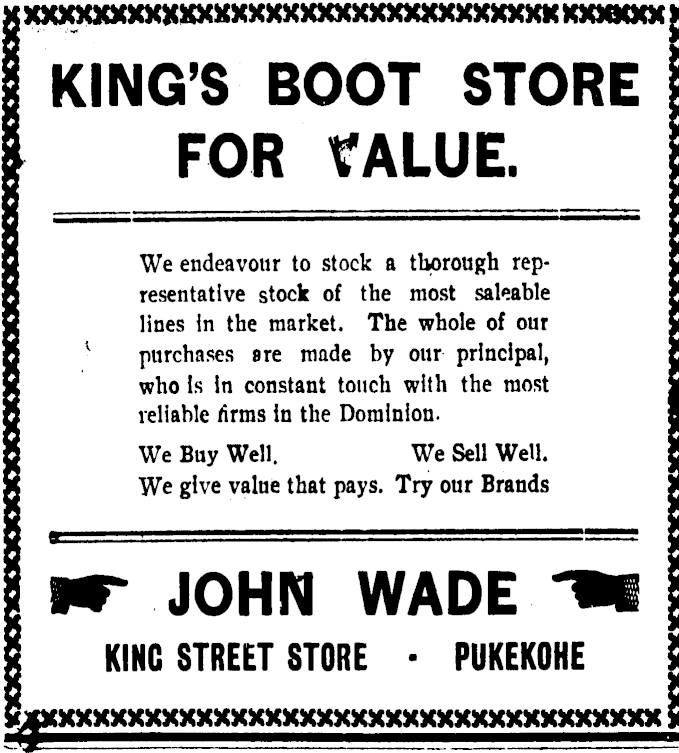 KING'S BOOT STORE
FOR VALUE.
We endeavour to stock a thorough rep-
resentative stock of the most saleable
lines in the market. The whole of our
purchases are made by our principal,
who is in constant touch with the most
reliable firms in the Dominion.
We Buy Well. We Sell Well.
We give value that pays. Try our Brands
JOHN WADE
KING STREET STORE - PUKEKOHE